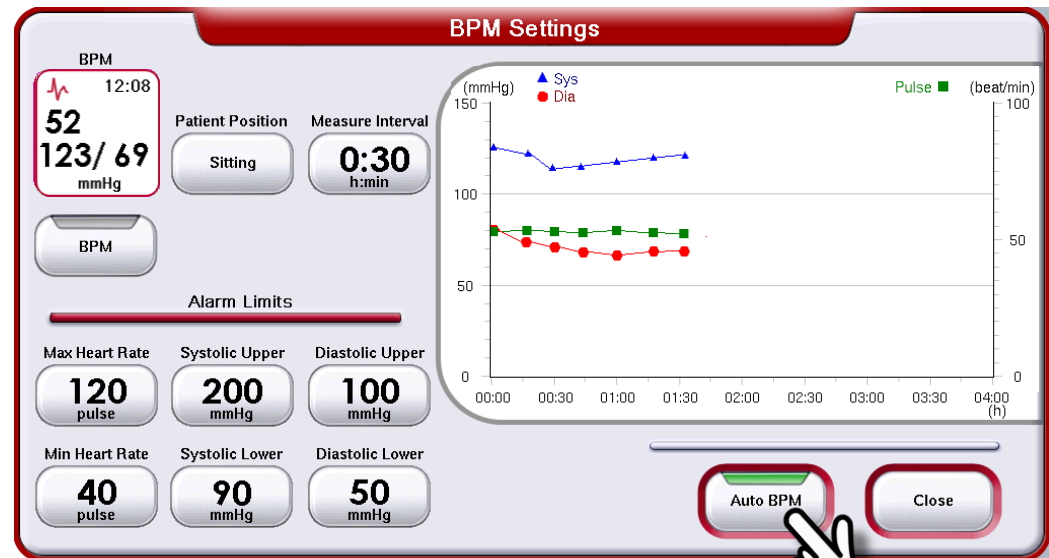 BPM Settings
BPM
12:08
52
123/ 69
mmHg
Patient Position
Sitting
Measure Interval
0:30
h:min
BPM
Alarm Limits
Max Heart Rate
120
pulse
Systolic Upper
200
mmHg
Diastolic Upper
100
mmHg
Min Heart Rate
40
pulse
Systolic Lower
90
mmHg
Diastolic Lower
50
mmHg
(mmHg)
Sys
Dia
Pulse
(beat/min)
150
100
50
0
100
50
0
00:00 00:30 01:00 01:30 02:00 02:30 03:00 03:30 04:00
(h)
Auto BPM
Close